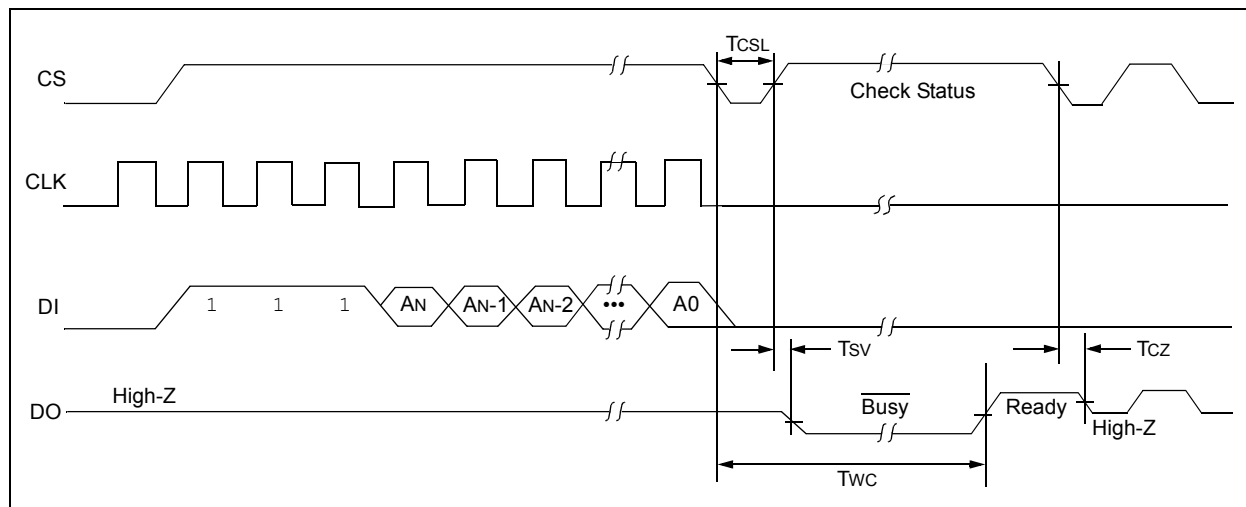 TCSL
CS
Check Status
CLK
DI
1 1 1 AN AN-1 AN-2 ••• A0
TSV
TCZ
High-Z
DO
Busy
Ready
High-Z
TWC